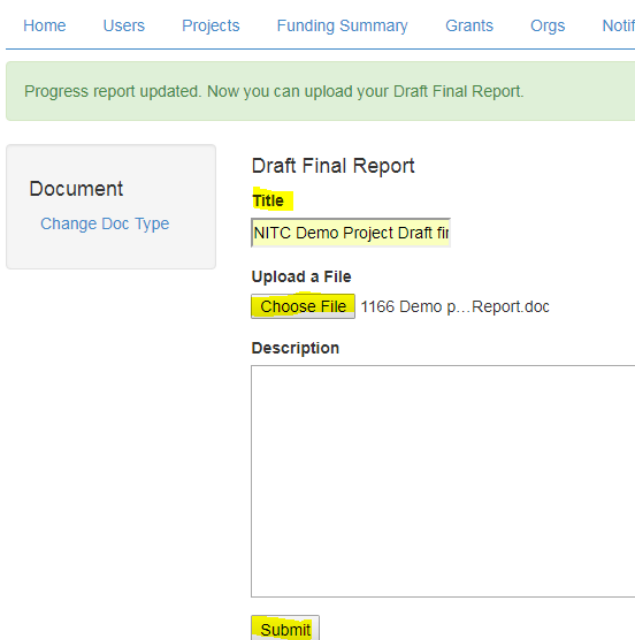 Home Users Projects Funding Summary Grants Orgs Notif
Progress report updated. Now you can upload your Draft Final Report.
Document
Change Doc Type
Draft Final Report
Title
NITC Demo Project Draft fin
Upload a File
Choose File 1166 Demo p...Report.doc
Description
Submit